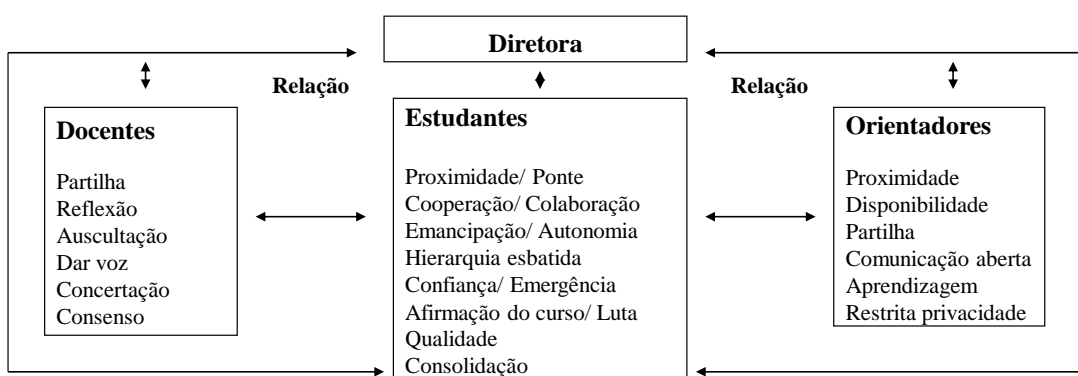 Diretora
Relação
Relação
Docentes
Partilha
Reflexão
Auscultação
Dar voz
Concertação
Consenso
Estudantes
Proximidade/ Ponte
Cooperação/ Colaboração
Emancipação/ Autonomia
Hierarquia esbatida
Confiança/ Emergência
Afirmação do curso/ Luta
Qualidade
Consolidação
Orientadores
Proximidade
Disponibilidade
Partilha
Comunicação aberta
Aprendizagem
Restrita privacidade